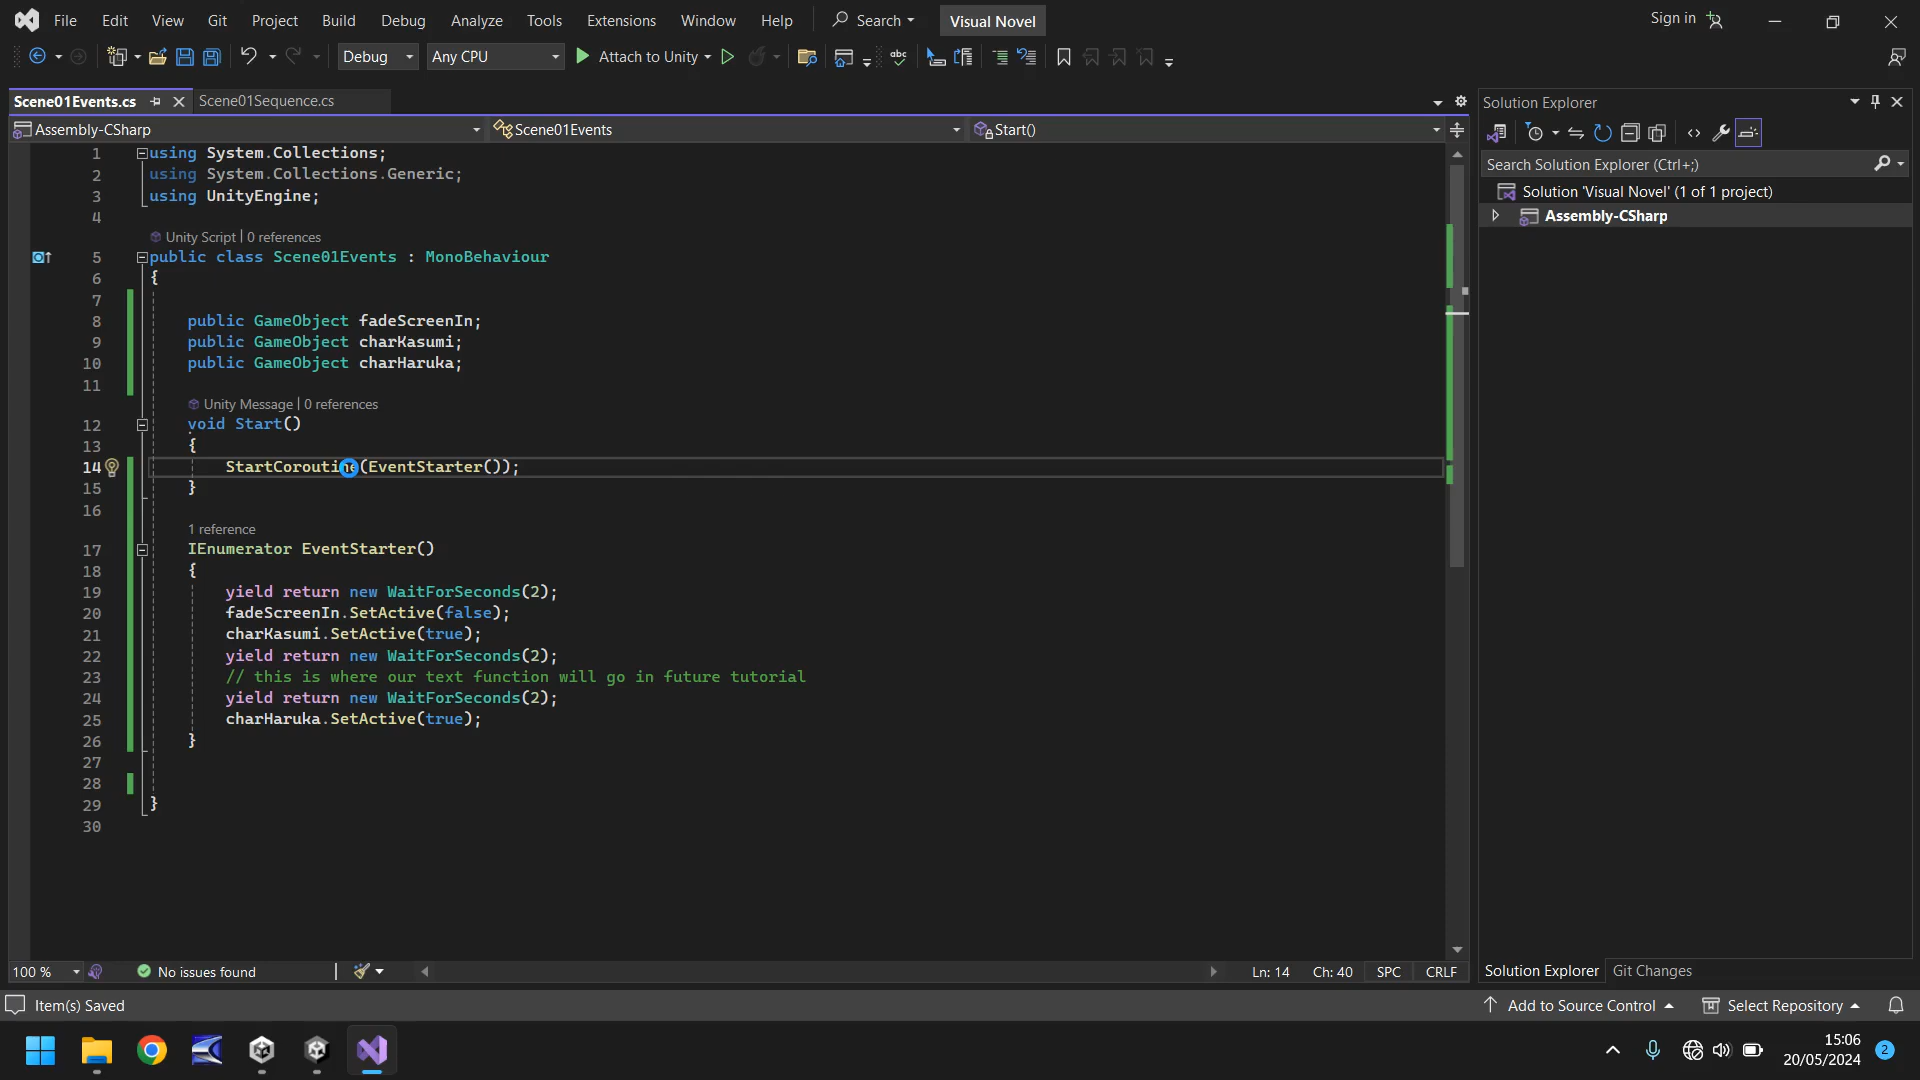 File Edit View Git Project Build Debug Analyze Tools Extensions Window Help Search Visual Novel Sign in
Debug Any CPU Attach to Unity
Scene01Events.cs Scene01Sequence.cs
Assembly-CSharp Scene01Events Start()
1 using System.Collections;
2 using System.Collections.Generic;
3 using UnityEngine;
4
Unity Script | 0 references
5 public class Scene01Events : MonoBehaviour
6 {
7
8 public GameObject fadeScreenIn;
9 public GameObject charKasumi;
10 public GameObject charHaruka;
11
Unity Message | 0 references
12 void Start()
13 {
14 StartCoroutine(EventStarter());
15 }
16
1 reference
17 IEnumerator EventStarter()
18 {
19 yield return new WaitForSeconds(2);
20 fadeScreenIn.SetActive(false);
21 charKasumi.SetActive(true);
22 yield return new WaitForSeconds(2);
23 // this is where our text function will go in future tutorial
24 yield return new WaitForSeconds(2);
25 charHaruka.SetActive(true);
26 }
27
28
29 }
30
100 % No issues found Ln: 14 Ch: 40 SPC CRLF
Solution Explorer
Search Solution Explorer (Ctrl+;)
Solution 'Visual Novel' (1 of 1 project)
Assembly-CSharp
Solution Explorer Git Changes
Item(s) Saved Add to Source Control Select Repository
15:06
20/05/2024 2